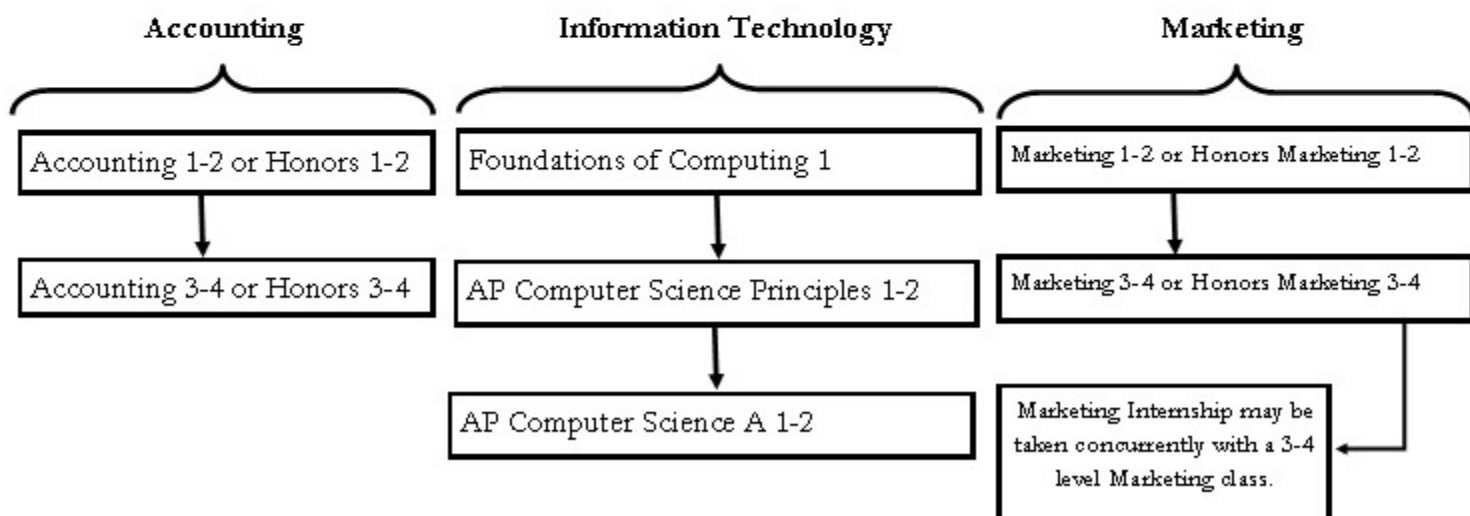 Accounting
Accounting 1-2 or Honors 1-2
Accounting 3-4 or Honors 3-4
Information Technology
Foundations of Computing 1
AP Computer Science Principles 1-2
AP Computer Science A 1-2
Marketing
Marketing 1-2 or Honors Marketing 1-2
Marketing 3-4 or Honors Marketing 3-4
Marketing Internship may be
taken concurrently with a 3-4
level Marketing class.